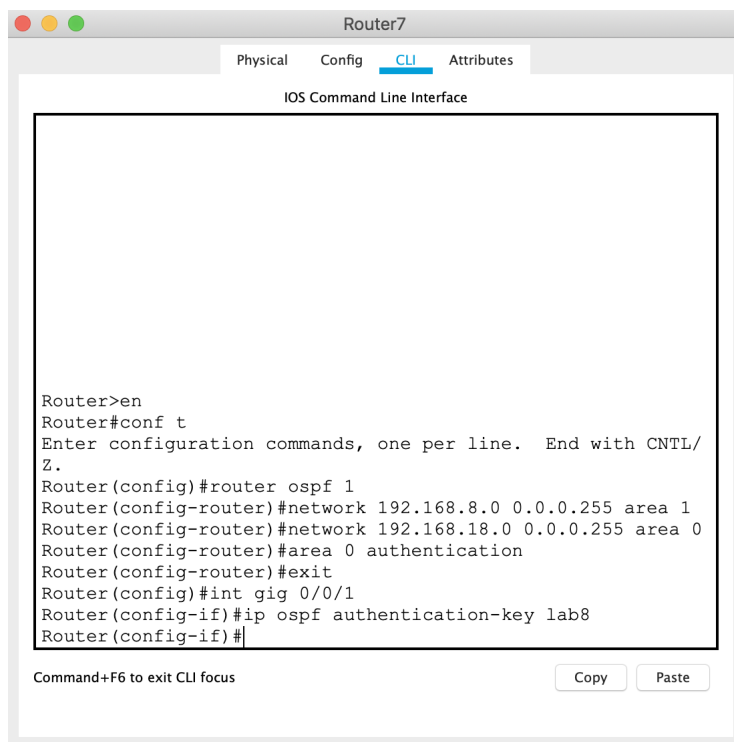 Router7
Physical Config CLI Attributes
IOS Command Line Interface
Router>en
Router#conf t
Enter configuration commands, one per line.  End with CNTL/
Z.
Router(config)#router ospf 1
Router(config-router)#network 192.168.8.0 0.0.0.255 area 1
Router(config-router)#network 192.168.18.0 0.0.0.255 area 0
Router(config-router)#area 0 authentication
Router(config-router)#exit
Router(config)#int gig 0/0/1
Router(config-if)#ip ospf authentication-key lab8
Router(config-if)#
Command+F6 to exit CLI focus Copy Paste